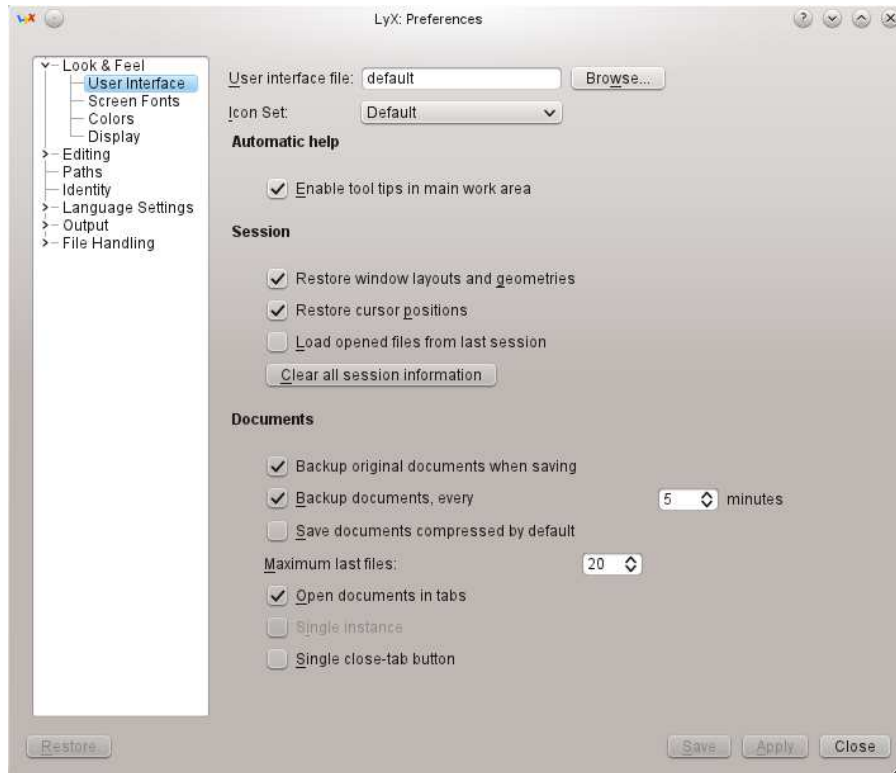 LyX: Preferences
Look & Feel
User Interface
Screen Fonts
Colors
Display
Editing
Paths
Identity
Language Settings
Output
File Handling
User interface file: default Browse...
Icon Set: Default
Automatic help
Enable tool tips in main work area
Session
Restore window layouts and geometries
Restore cursor positions
Load opened files from last session
Clear all session information
Documents
Backup original documents when saving
Backup documents, every 5 minutes
Save documents compressed by default
Maximum last files: 20
Open documents in tabs
Single instance
Single close-tab button
Restore Save Apply Close